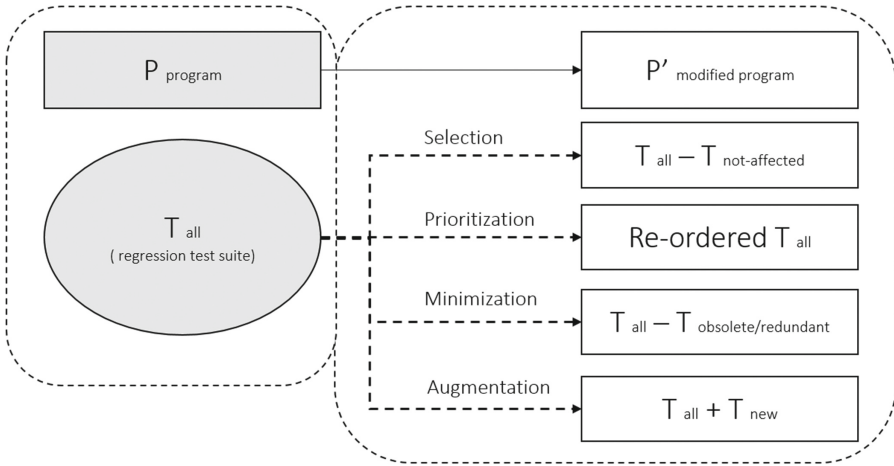 P program
P’ modified program
Selection
T all – T not-affected
Prioritization
T all
( regression test suite)
Re-ordered T all
Minimization
T all – T obsolete/redundant
Augmentation
T all + T new